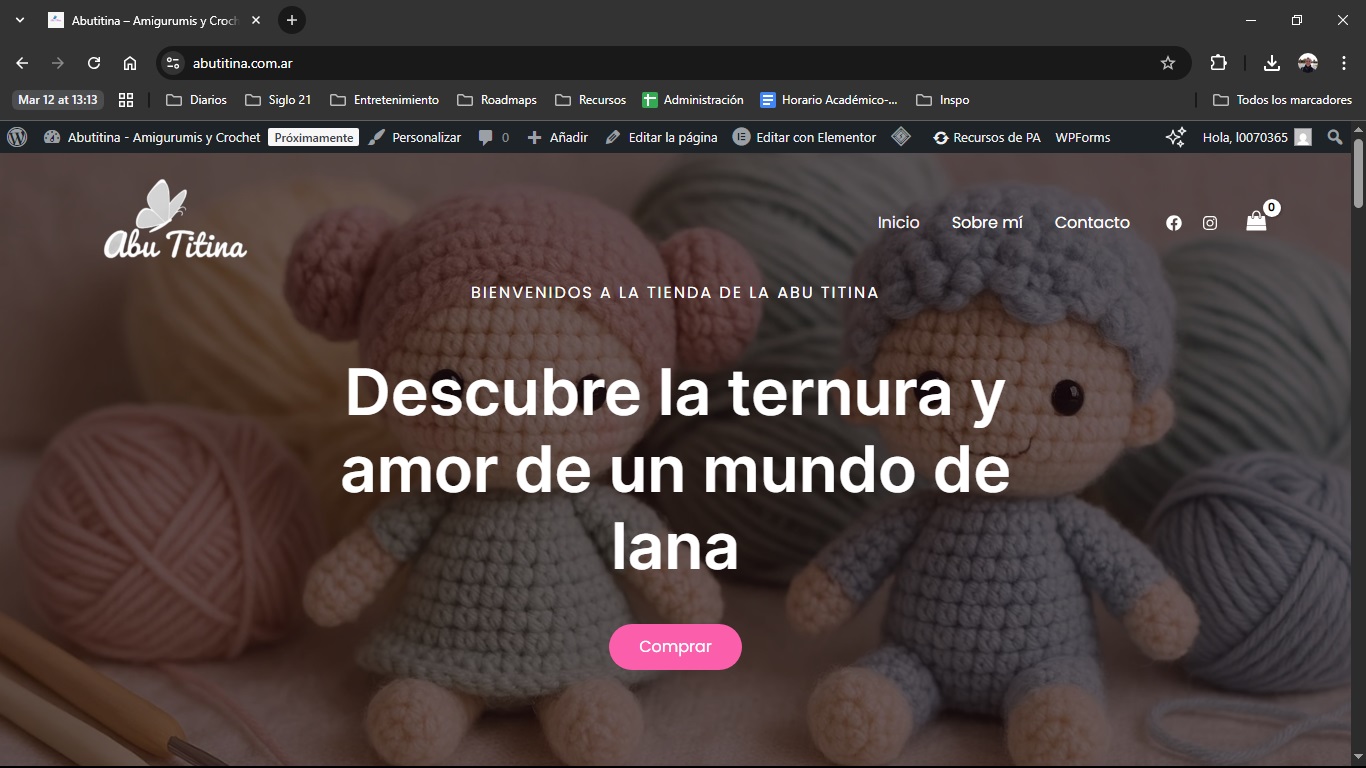 Abutitina – Amigurumis y Croch
abutitina.com.ar
Mar 12 at 13:13
Diarios
Siglo 21
Entretenimiento
Roadmaps
Recursos
Administración
Horario Académico-...
Inspo
Todos los marcadores
Abutitina - Amigurumis y Crochet
Próximamente
Personalizar
0
Añadir
Editar la página
Editar con Elementor
Recursos de PA
WPForms
Hola, l0070365
Abu Titina
Inicio
Sobre mí
Contacto
0
BIENVENIDOS A LA TIENDA DE LA ABU TITINA
Descubre la ternura y
amor de un mundo de
lana
Comprar